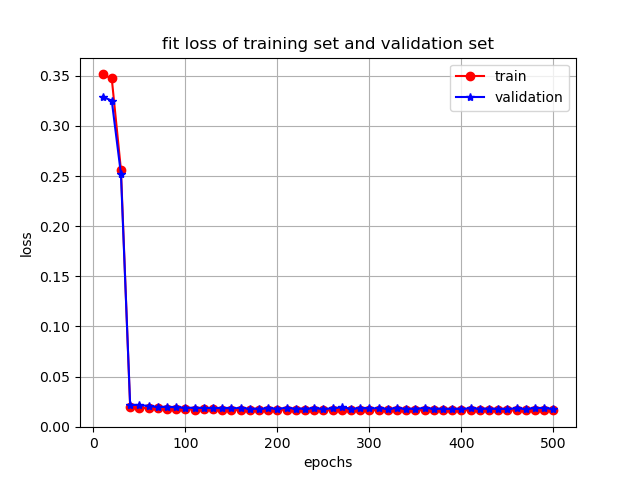 fit loss of training set and validation set
train
validation
0.35
0.30
0.25
0.20
0.15
0.10
0.05
0.00
loss
0
100
200
300
400
500
epochs